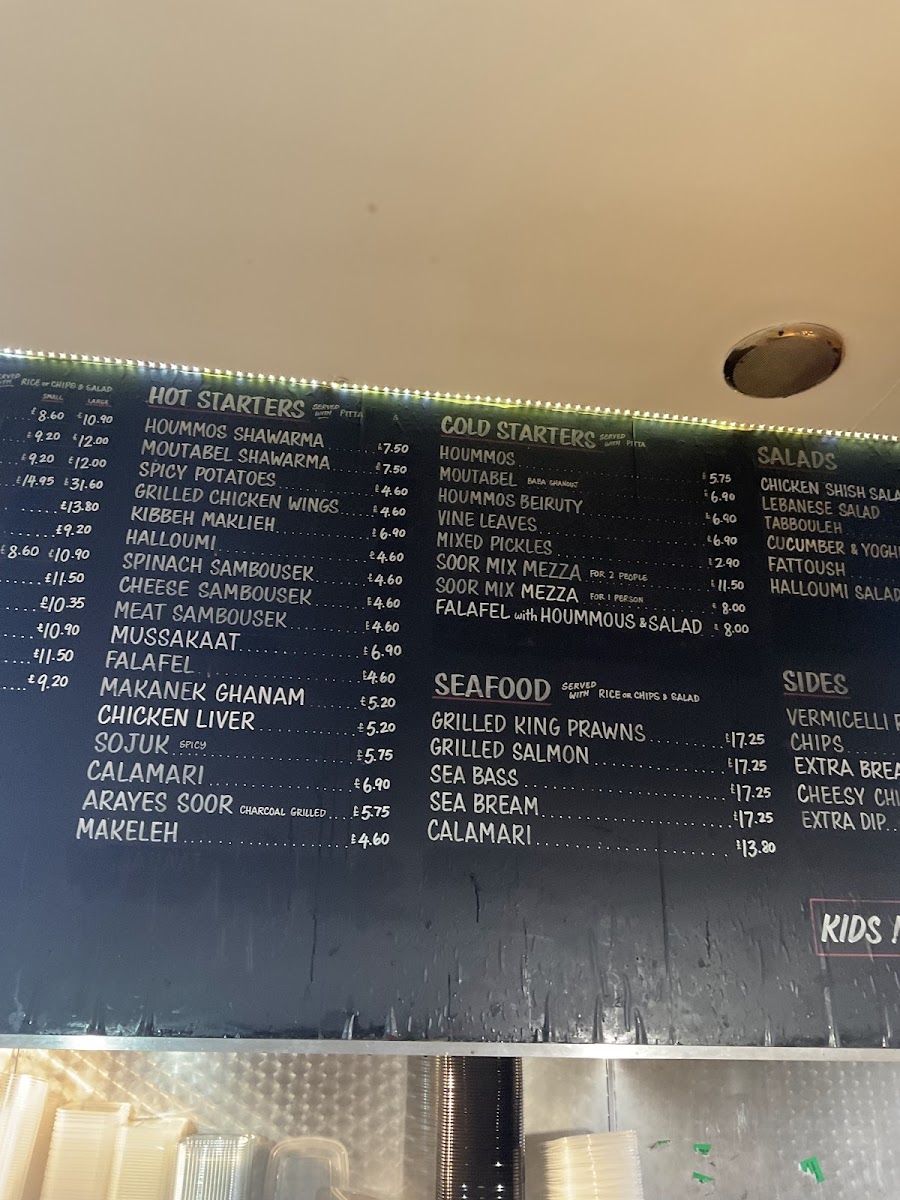 SERVED WITH RICE or CHIPS & SALAD
SMALL LARGE
£8.60 £10.90
£9.20 £12.00
£9.20 £12.00
£14.95 £31.60
£13.80
£9.20
£8.60 £10.90
£11.50
£10.35
£10.90
£11.50
£9.20
HOT STARTERS SERVED WITH PITTA
HOUMMOS SHAWARMA £7.50
MOUTABEL SHAWARMA £7.50
SPICY POTATOES £4.60
GRILLED CHICKEN WINGS £4.60
KIBBEH MAKLIEH £6.90
HALLOUMI £4.60
SPINACH SAMBOUSEK £4.60
CHEESE SAMBOUSEK £4.60
MEAT SAMBOUSEK £4.60
MUSSAKAAT £6.90
FALAFEL £4.60
MAKANEK GHANAM £5.20
CHICKEN LIVER £5.20
SOJUK SPICY £5.75
CALAMARI £6.90
ARAYES SOOR CHARCOAL GRILLED £5.75
MAKELEH £4.60
COLD STARTERS SERVED WITH PITTA
HOUMMOS £5.75
MOUTABEL BABA GHANOUJ £6.90
HOUMMOS BEIRUTY £6.90
VINE LEAVES £6.90
MIXED PICKLES £2.90
SOOR MIX MEZZA FOR 2 PEOPLE £11.50
SOOR MIX MEZZA FOR 1 PERSON £8.00
FALAFEL with HOUMMOUS & SALAD £8.00
SEAFOOD SERVED WITH RICE or CHIPS & SALAD
GRILLED KING PRAWNS £17.25
GRILLED SALMON £17.25
SEA BASS £17.25
SEA BREAM £17.25
CALAMARI £13.80
SALADS
CHICKEN SHISH SALA
LEBANESE SALAD
TABBOULEH
CUCUMBER & YOGH
FATTOUSH
HALLOUMI SALAD
SIDES
VERMICELLI R
CHIPS
EXTRA BREA
CHEESY CHI
EXTRA DIP
KIDS